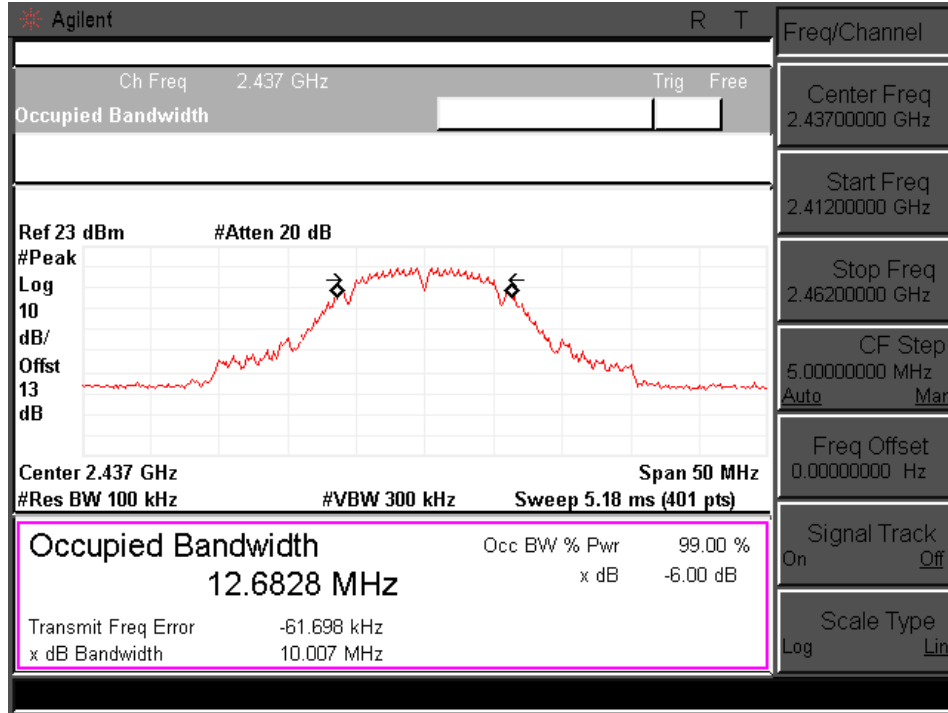 Agilent R T
Freq/Channel
Ch Freq 2.437 GHz Trig Free
Occupied Bandwidth
Center Freq
2.43700000 GHz
Start Freq
2.41200000 GHz
Stop Freq
2.46200000 GHz
CF Step
5.00000000 MHz
Auto Man
Freq Offset
0.00000000 Hz
Signal Track
On Off
Scale Type
Log Lin
Ref 23 dBm #Atten 20 dB
#Peak
Log
10
dB/
Offst
13
dB
Center 2.437 GHz Span 50 MHz
#Res BW 100 kHz #VBW 300 kHz Sweep 5.18 ms (401 pts)
Occupied Bandwidth Occ BW % Pwr 99.00 %
12.6828 MHz x dB -6.00 dB
Transmit Freq Error -61.698 kHz
x dB Bandwidth 10.007 MHz